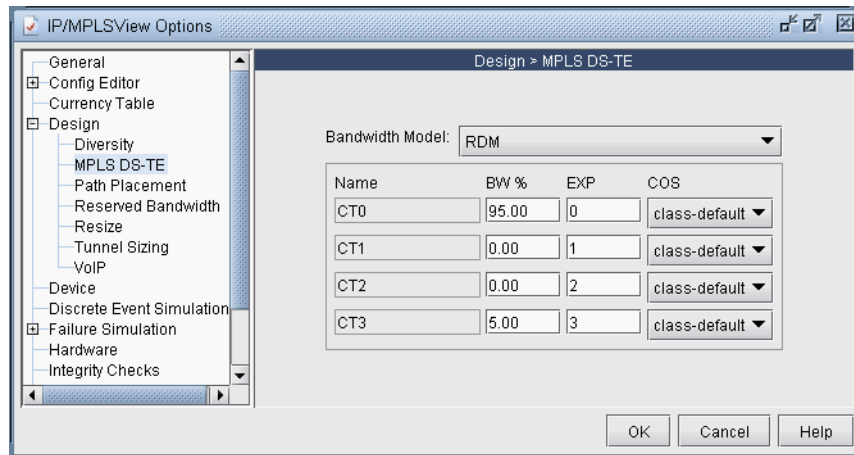 IP/MPLSView Options
General
Config Editor
Currency Table
Design
Diversity
MPLS DS-TE
Path Placement
Reserved Bandwidth
Resize
Tunnel Sizing
VoIP
Device
Discrete Event Simulation
Failure Simulation
Hardware
Integrity Checks
Design > MPLS DS-TE
Bandwidth Model: RDM
Name BW % EXP COS
CT0 95.00 0 class-default
CT1 0.00 1 class-default
CT2 0.00 2 class-default
CT3 5.00 3 class-default
OK Cancel Help